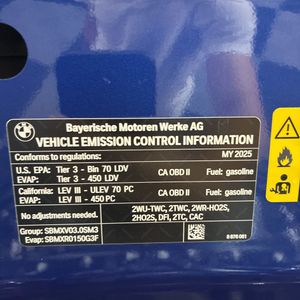 Bayerische Motoren Werke AG
VEHICLE EMISSION CONTROL INFORMATION
Conforms to regulations: MY 2025
U.S. EPA: Tier 3 - Bin 70 LDV CA OBD II Fuel: gasoline
EVAP: Tier 3 - 450 LDV
California: LEV III - ULEV 70 PC CA OBD II Fuel: gasoline
EVAP: LEV III - 450 PC
2WU-TWC, 2TWC, 2WR-HO2S,
No adjustments needed. 2HO2S, DFI, 2TC, CAC
Group: SBMXV03.0SM3
Evap: SBMXR0150G3F